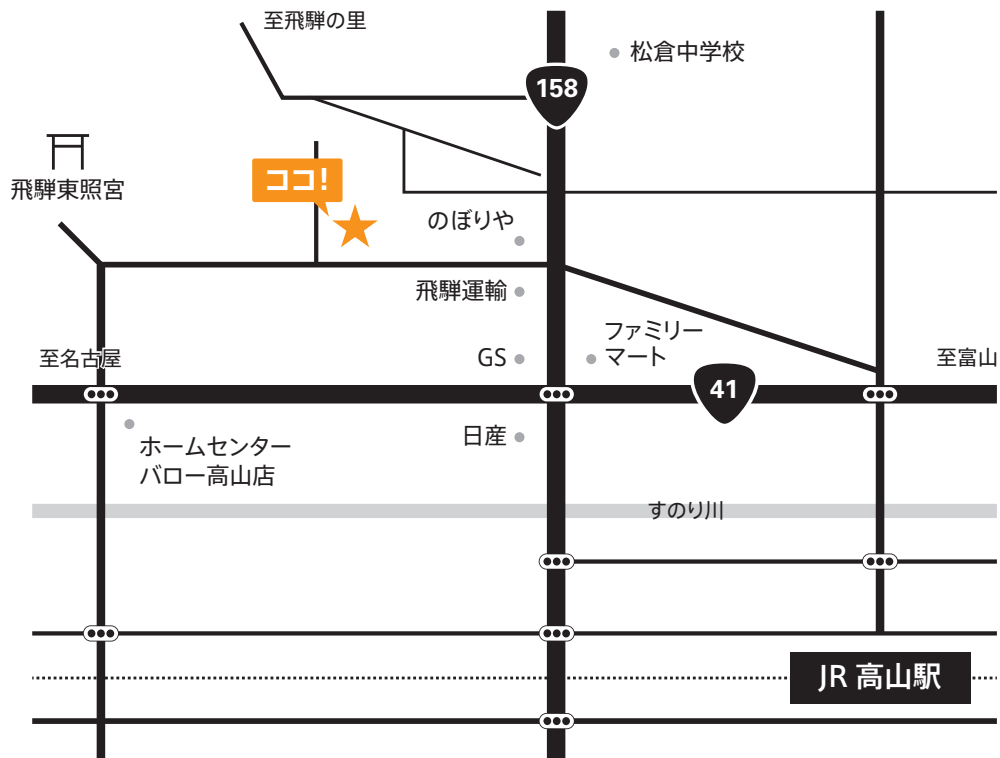 至飛騨の里
松倉中学校
158
飛騨東照宮
ココ!
のぼりや
飛騨運輸
ファミリー
マート
至名古屋
GS
至富山
41
日産
ホームセンター
バロー高山店
すのり川
JR 高山駅